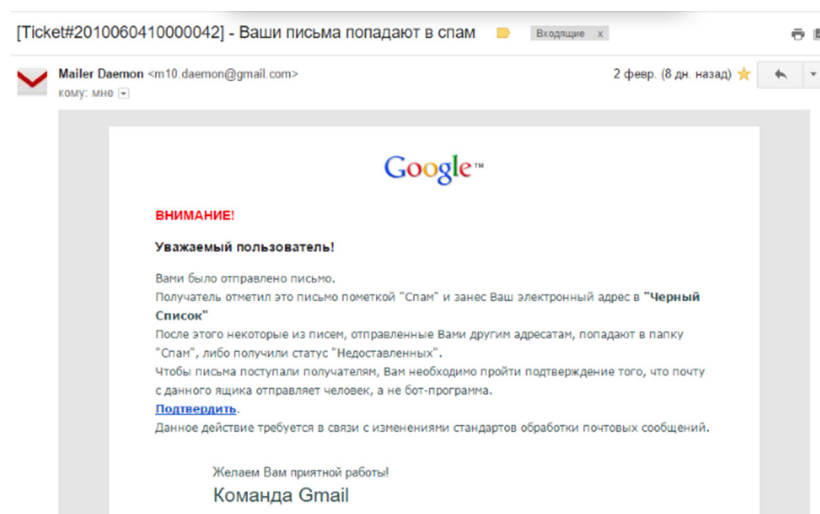 [Ticket#2010060410000042] - Ваши письма попадают в спам Входящие x
Mailer Daemon <m10.daemon@gmail.com> 2 февр. (8 дн. назад)
кому: мне
Google™
ВНИМАНИЕ!
Уважаемый пользователь!
Вами было отправлено письмо.
Получатель отметил это письмо пометкой "Спам" и занес Ваш электронный адрес в "Черный
Список"
После этого некоторые из писем, отправленные Вами другим адресатам, попадают в папку
"Спам", либо получили статус "Недоставленных".
Чтобы письма поступали получателям, Вам необходимо пройти подтверждение того, что почту
с данного ящика отправляет человек, а не бот-программа.
Подтвердить.
Данное действие требуется в связи с изменениями стандартов обработки почтовых сообщений.
Желаем Вам приятной работы!
Команда Gmail